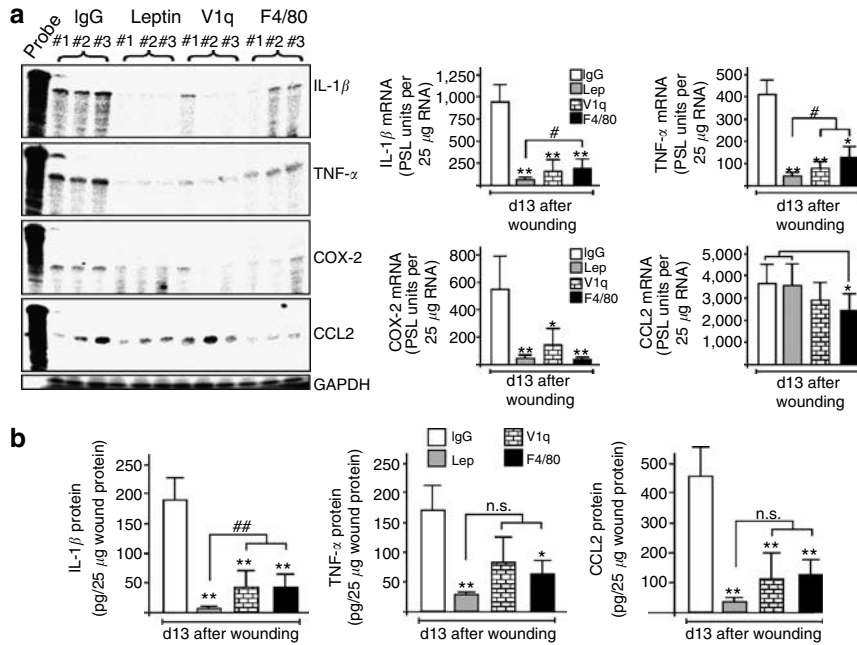 a
Probe
IgG Leptin V1q F4/80
#1 #2 #3 #1 #2 #3 #1 #2 #3 #1 #2 #3
IL-1β
TNF-α
COX-2
CCL2
GAPDH
IL-1β mRNA
(PSL units per
25 μg RNA)
1,250
1,000
750
500
250
IgG
Lep
V1q
F4/80
#
** ** **
d13 after
wounding
TNF-α mRNA
(PSL units per
25 μg RNA)
500
400
300
200
100
#
** ** *
d13 after
wounding
COX-2 mRNA
(PSL units per
25 μg RNA)
800
600
400
200
IgG
Lep
V1q
F4/80
** * **
d13 after
wounding
CCL2 mRNA
(PSL units per
25 μg RNA)
6,000
5,000
4,000
3,000
2,000
1,000
*
d13 after
wounding
b
IL-1β protein
(pg/25 μg wound protein)
250
200
150
100
50
##
** ** **
d13 after wounding
TNF-α protein
(pg/25 μg wound protein)
250
200
150
100
50
IgG
Lep
V1q
F4/80
n.s.
** *
d13 after wounding
CCL2 protein
(pg/25 μg wound protein)
500
400
300
200
100
n.s.
** ** **
d13 after wounding